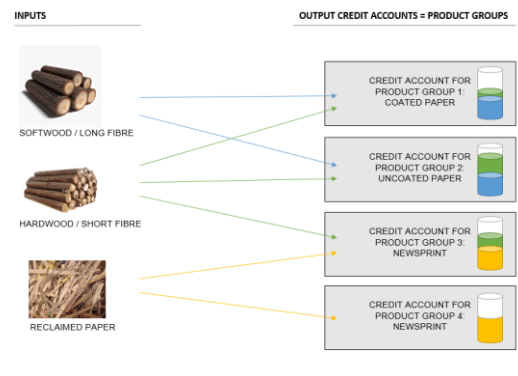 INPUTS
OUTPUT CREDIT ACCOUNTS = PRODUCT GROUPS
SOFTWOOD / LONG FIBRE
HARDWOOD / SHORT FIBRE
RECLAIMED PAPER
CREDIT ACCOUNT FOR
PRODUCT GROUP 1:
COATED PAPER
CREDIT ACCOUNT FOR
PRODUCT GROUP 2:
UNCOATED PAPER
CREDIT ACCOUNT FOR
PRODUCT GROUP 3:
NEWSPRINT
CREDIT ACCOUNT FOR
PRODUCT GROUP 4:
NEWSPRINT